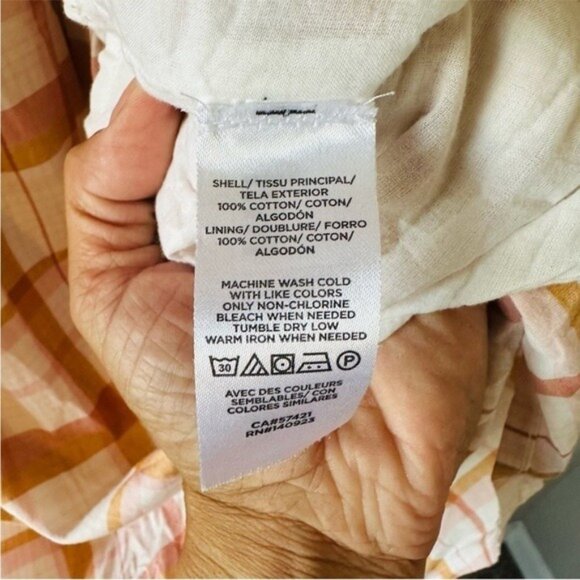 SHELL/ TISSU PRINCIPAL/
TELA EXTERIOR
100% COTTON/ COTON/
ALGODÓN
LINING/ DOUBLURE/ FORRO
100% COTTON/ COTON/
ALGODÓN
MACHINE WASH COLD
WITH LIKE COLORS
ONLY NON-CHLORINE
BLEACH WHEN NEEDED
TUMBLE DRY LOW
WARM IRON WHEN NEEDED
30 P
AVEC DES COULEURS
SEMBLABLES/ CON
COLORES SIMILARES
CA#57421
RN#140923